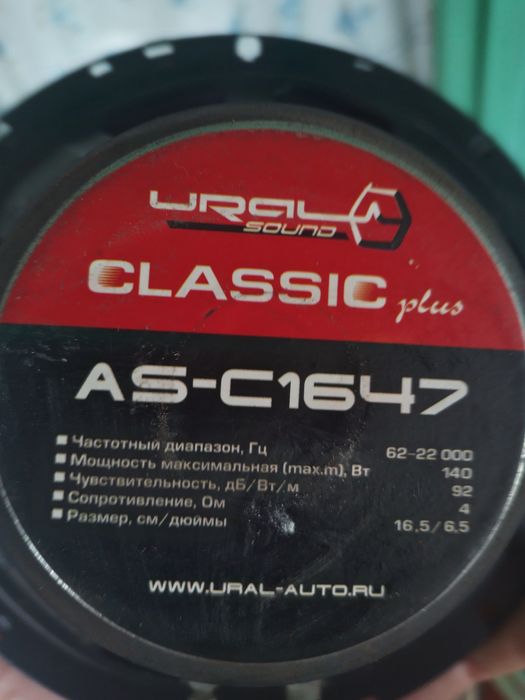 URAL
SOUND
CLASSIC plus
AS-C1647
Частотный диапазон, Гц 62-22 000
Мощность максимальная (max.m), Вт 140
Чувствительность, дБ/Вт/м 92
Сопротивление, Ом 4
Размер, см/дюймы 16,5/6,5
WWW.URAL-AUTO.RU